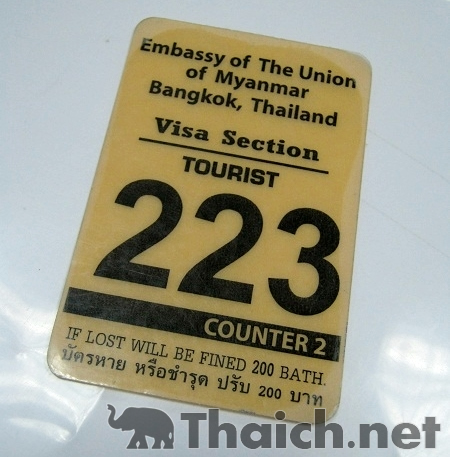 Embassy of The Union
of Myanmar
Bangkok, Thailand
Visa Section
TOURIST
223
COUNTER 2
IF LOST WILL BE FINED 200 BATH.
บัตรหาย หรือชำรุด ปรับ 200 บาท
Thaich.net